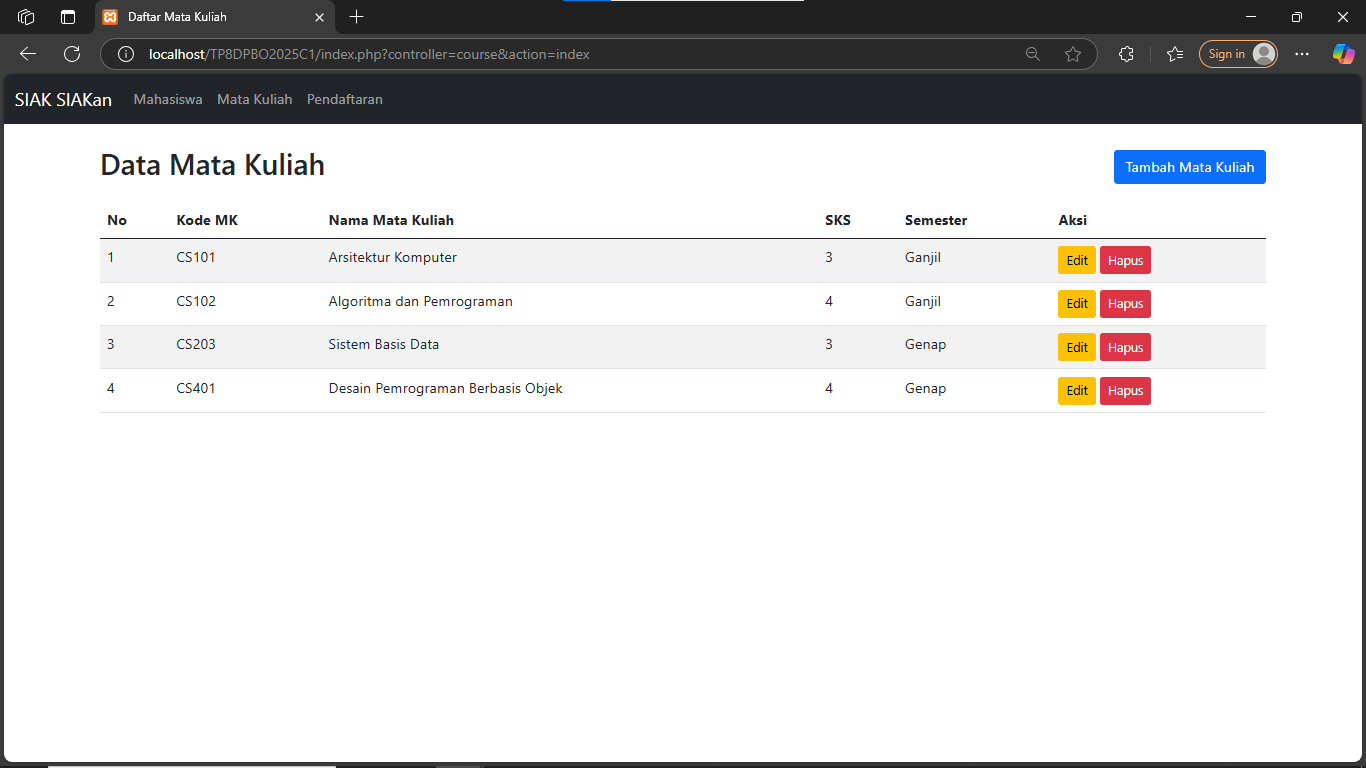 Daftar Mata Kuliah
localhost/TP8DPBO2025C1/index.php?controller=course&action=index
Sign in
SIAK SIAKan Mahasiswa Mata Kuliah Pendaftaran
Data Mata Kuliah
Tambah Mata Kuliah
No Kode MK Nama Mata Kuliah SKS Semester Aksi
1 CS101 Arsitektur Komputer 3 Ganjil Edit Hapus
2 CS102 Algoritma dan Pemrograman 4 Ganjil Edit Hapus
3 CS203 Sistem Basis Data 3 Genap Edit Hapus
4 CS401 Desain Pemrograman Berbasis Objek 4 Genap Edit Hapus